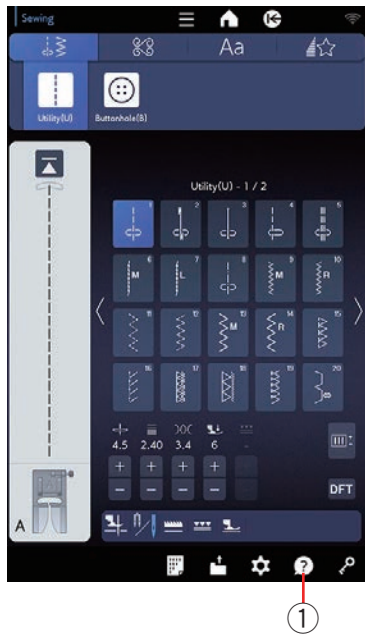 Sewing
Aa
Utility(U)
Buttonhole(B)
Utility(U) - 1 / 2
1 2 3 4 5
M 6 L 7 8 M 9 R 10
11 12 M 13 R 14 15
16 17 18 19 20
4.5 2.40 3.4 6 -
+ + + +
− − − −
DFT
A
?
1